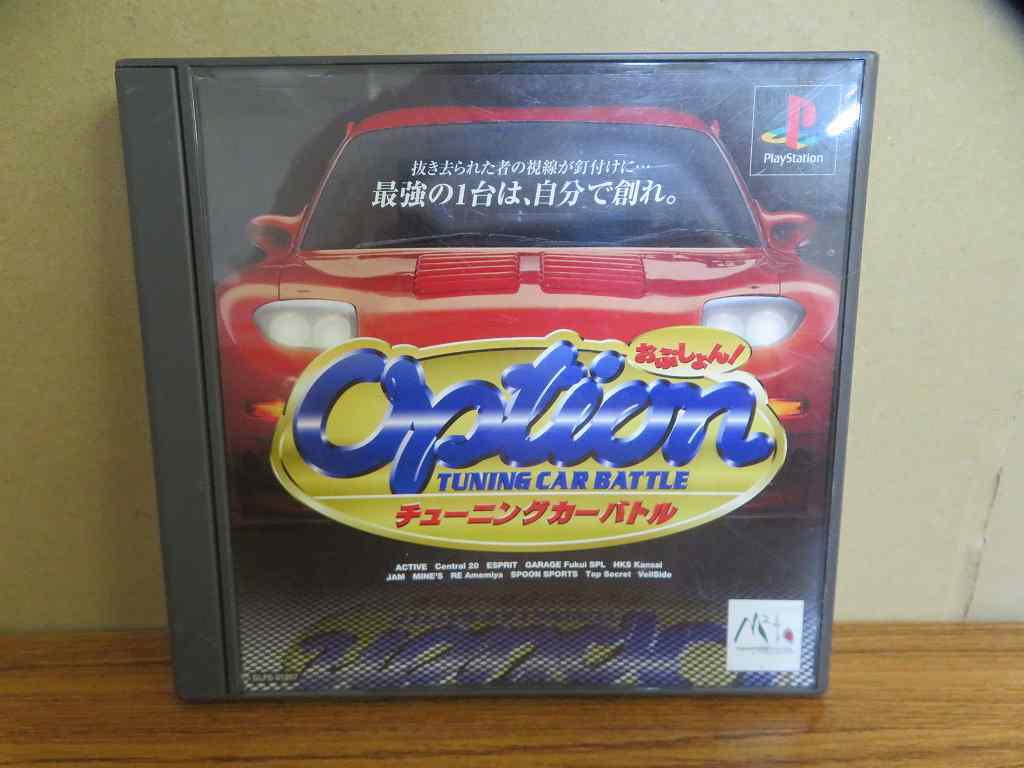 PlayStation
抜き去られた者の視線が釘付けに…
最強の1台は、自分で創れ。
おぷしょん!
Option
TUNING CAR BATTLE
チューニングカーバトル
ACTIVE Central 20 ESPRIT GARAGE Fukui SPL HKS Kansai
JAM MINE'S RE Amemiya SPOON SPORTS Top Secret VeilSide